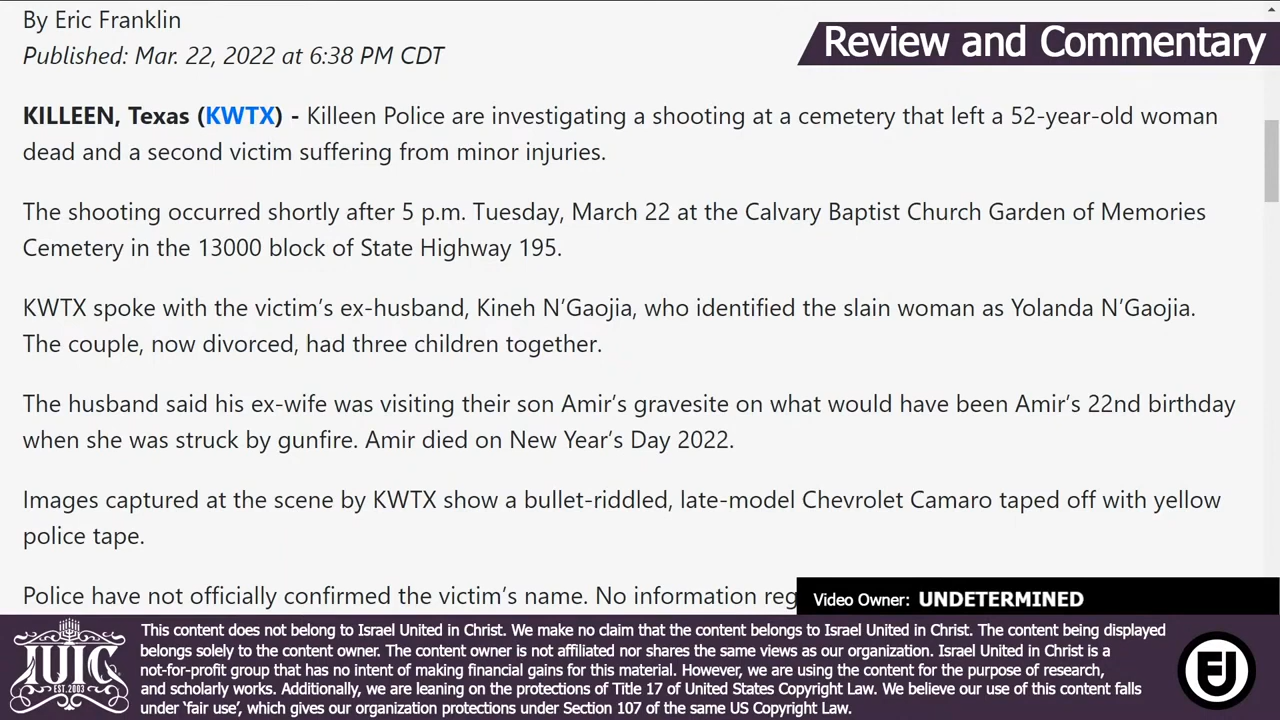 By Eric Franklin
Published: Mar. 22, 2022 at 6:38 PM CDT
Review and Commentary
KILLEEN, Texas (KWTX) - Killeen Police are investigating a shooting at a cemetery that left a 52-year-old woman
dead and a second victim suffering from minor injuries.
The shooting occurred shortly after 5 p.m. Tuesday, March 22 at the Calvary Baptist Church Garden of Memories
Cemetery in the 13000 block of State Highway 195.
KWTX spoke with the victim's ex-husband, Kineh N'Gaojia, who identified the slain woman as Yolanda N'Gaojia.
The couple, now divorced, had three children together.
The husband said his ex-wife was visiting their son Amir's gravesite on what would have been Amir's 22nd birthday
when she was struck by gunfire. Amir died on New Year's Day 2022.
Images captured at the scene by KWTX show a bullet-riddled, late-model Chevrolet Camaro taped off with yellow
police tape.
Police have not officially confirmed the victim's name. No information reg
Video Owner: UNDETERMINED
IUIC
EST.2003
This content does not belong to Israel United in Christ. We make no claim that the content belongs to Israel United in Christ. The content being displayed
belongs solely to the content owner. The content owner is not affiliated nor shares the same views as our organization. Israel United in Christ is a
not-for-profit group that has no intent of making financial gains for this material. However, we are using the content for the purpose of research,
and scholarly works. Additionally, we are leaning on the protections of Title 17 of United States Copyright Law. We believe our use of this content falls
under 'fair use', which gives our organization protections under Section 107 of the same US Copyright Law.